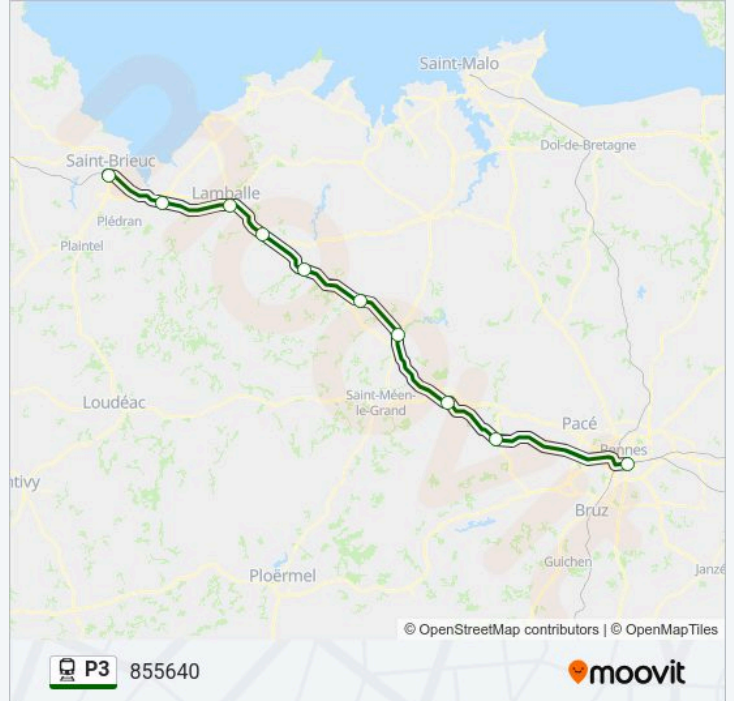 Saint-Malo
Dol-de-Bretagne
Saint-Brieuc
Lamballe
Plédran
Plaintel
Saint-Méen-
le-Grand
Loudéac
Pacé
Rennes
ntivy
Bruz
Guichen
Ploërmel
Janzé
© OpenStreetMap contributors | © OpenMapTiles
P3 855640
moovit